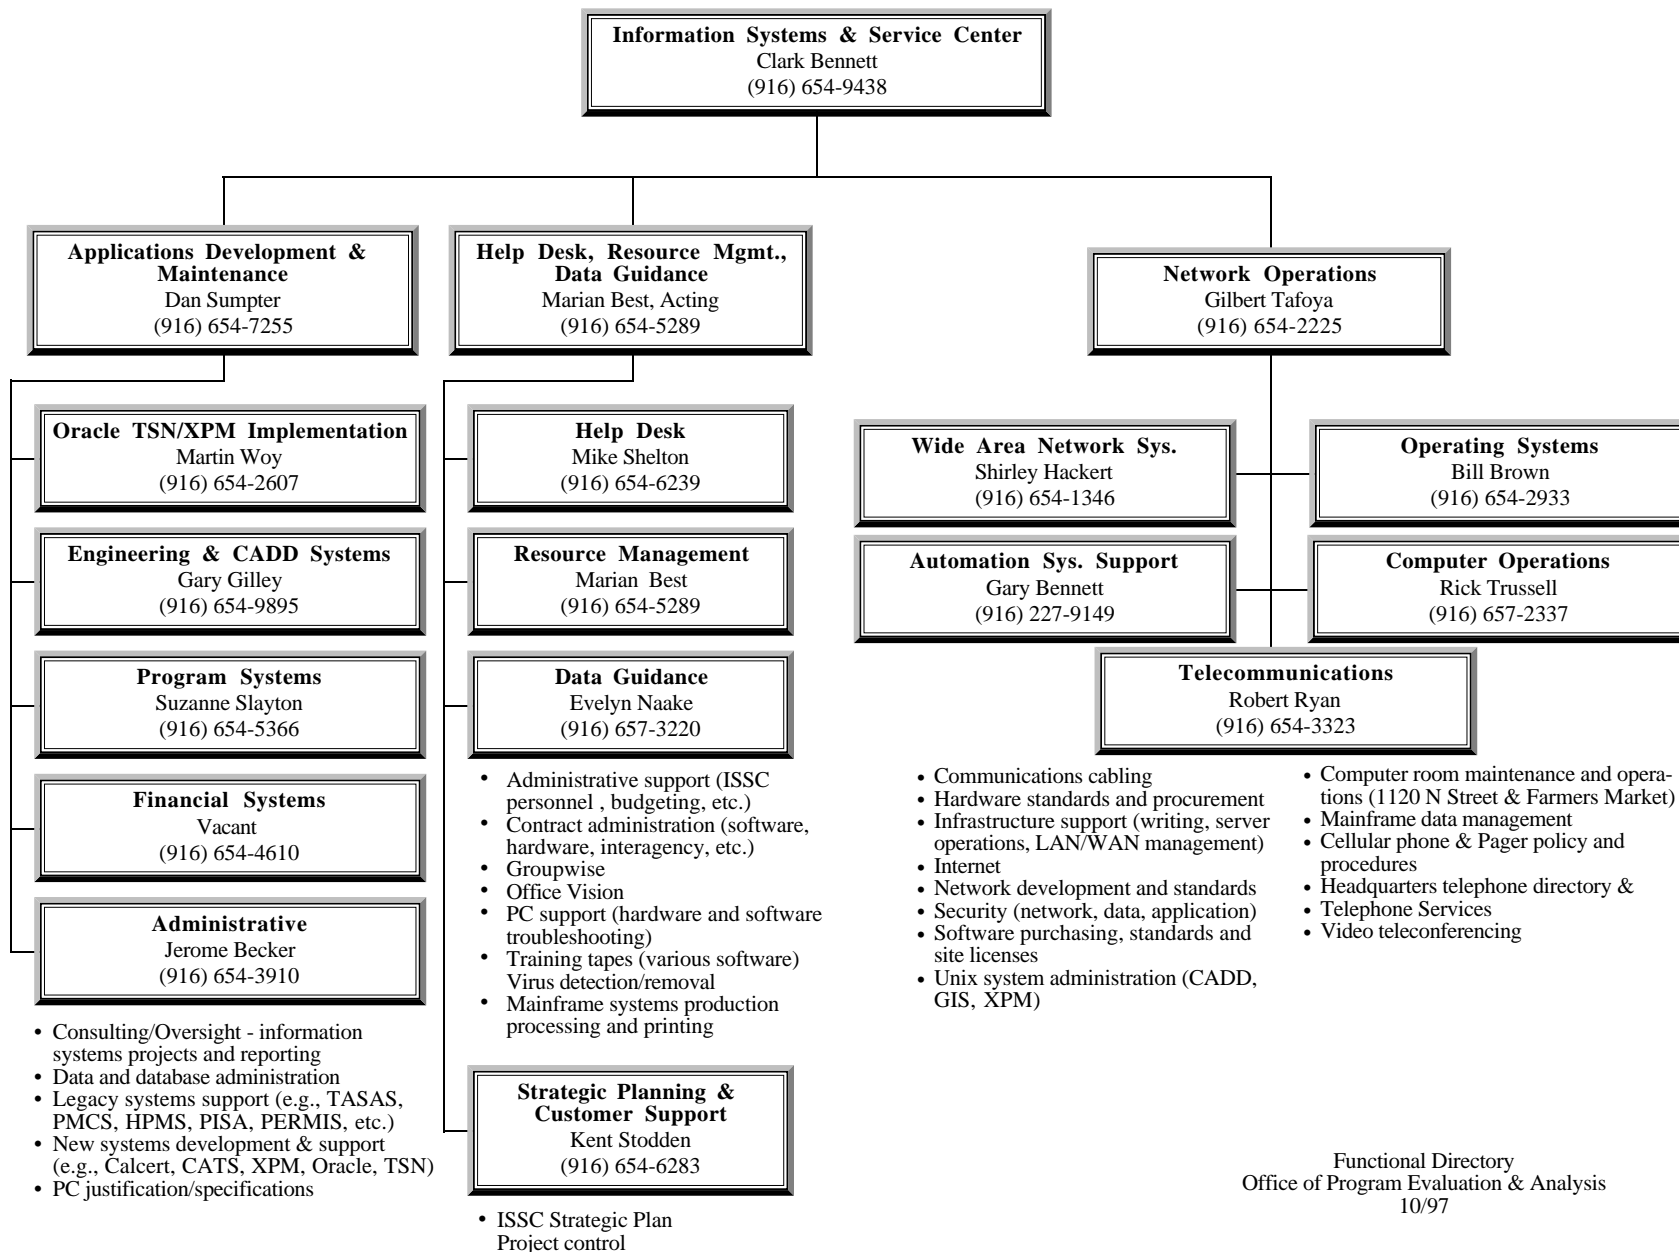 Information Systems & Service Center
Clark Bennett
(916) 654-9438
Applications Development &
Maintenance
Dan Sumpter
(916) 654-7255
Help Desk, Resource Mgmt.,
Data Guidance
Marian Best, Acting
(916) 654-5289
Network Operations
Gilbert Tafoya
(916) 654-2225
Oracle TSN/XPM Implementation
Martin Woy
(916) 654-2607
Engineering & CADD Systems
Gary Gilley
(916) 654-9895
Program Systems
Suzanne Slayton
(916) 654-5366
Financial Systems
Vacant
(916) 654-4610
Administrative
Jerome Becker
(916) 654-3910
• Consulting/Oversight - information
systems projects and reporting
• Data and database administration
• Legacy systems support (e.g., TASAS,
PMCS, HPMS, PISA, PERMIS, etc.)
• New systems development & support
(e.g., Calcert, CATS, XPM, Oracle, TSN)
• PC justification/specifications
Help Desk
Mike Shelton
(916) 654-6239
Resource Management
Marian Best
(916) 654-5289
Data Guidance
Evelyn Naake
(916) 657-3220
• Administrative support (ISSC
personnel , budgeting, etc.)
• Contract administration (software,
hardware, interagency, etc.)
• Groupwise
• Office Vision
• PC support (hardware and software
troubleshooting)
• Training tapes (various software)
Virus detection/removal
• Mainframe systems production
processing and printing
Strategic Planning &
Customer Support
Kent Stodden
(916) 654-6283
• ISSC Strategic Plan
Project control
Wide Area Network Sys.
Shirley Hackert
(916) 654-1346
Operating Systems
Bill Brown
(916) 654-2933
Automation Sys. Support
Gary Bennett
(916) 227-9149
Computer Operations
Rick Trussell
(916) 657-2337
Telecommunications
Robert Ryan
(916) 654-3323
• Communications cabling
• Hardware standards and procurement
• Infrastructure support (writing, server
operations, LAN/WAN management)
• Internet
• Network development and standards
• Security (network, data, application)
• Software purchasing, standards and
site licenses
• Unix system administration (CADD,
GIS, XPM)
• Computer room maintenance and opera-
tions (1120 N Street & Farmers Market)
• Mainframe data management
• Cellular phone & Pager policy and
procedures
• Headquarters telephone directory &
• Telephone Services
• Video teleconferencing
Functional Directory
Office of Program Evaluation & Analysis
10/97